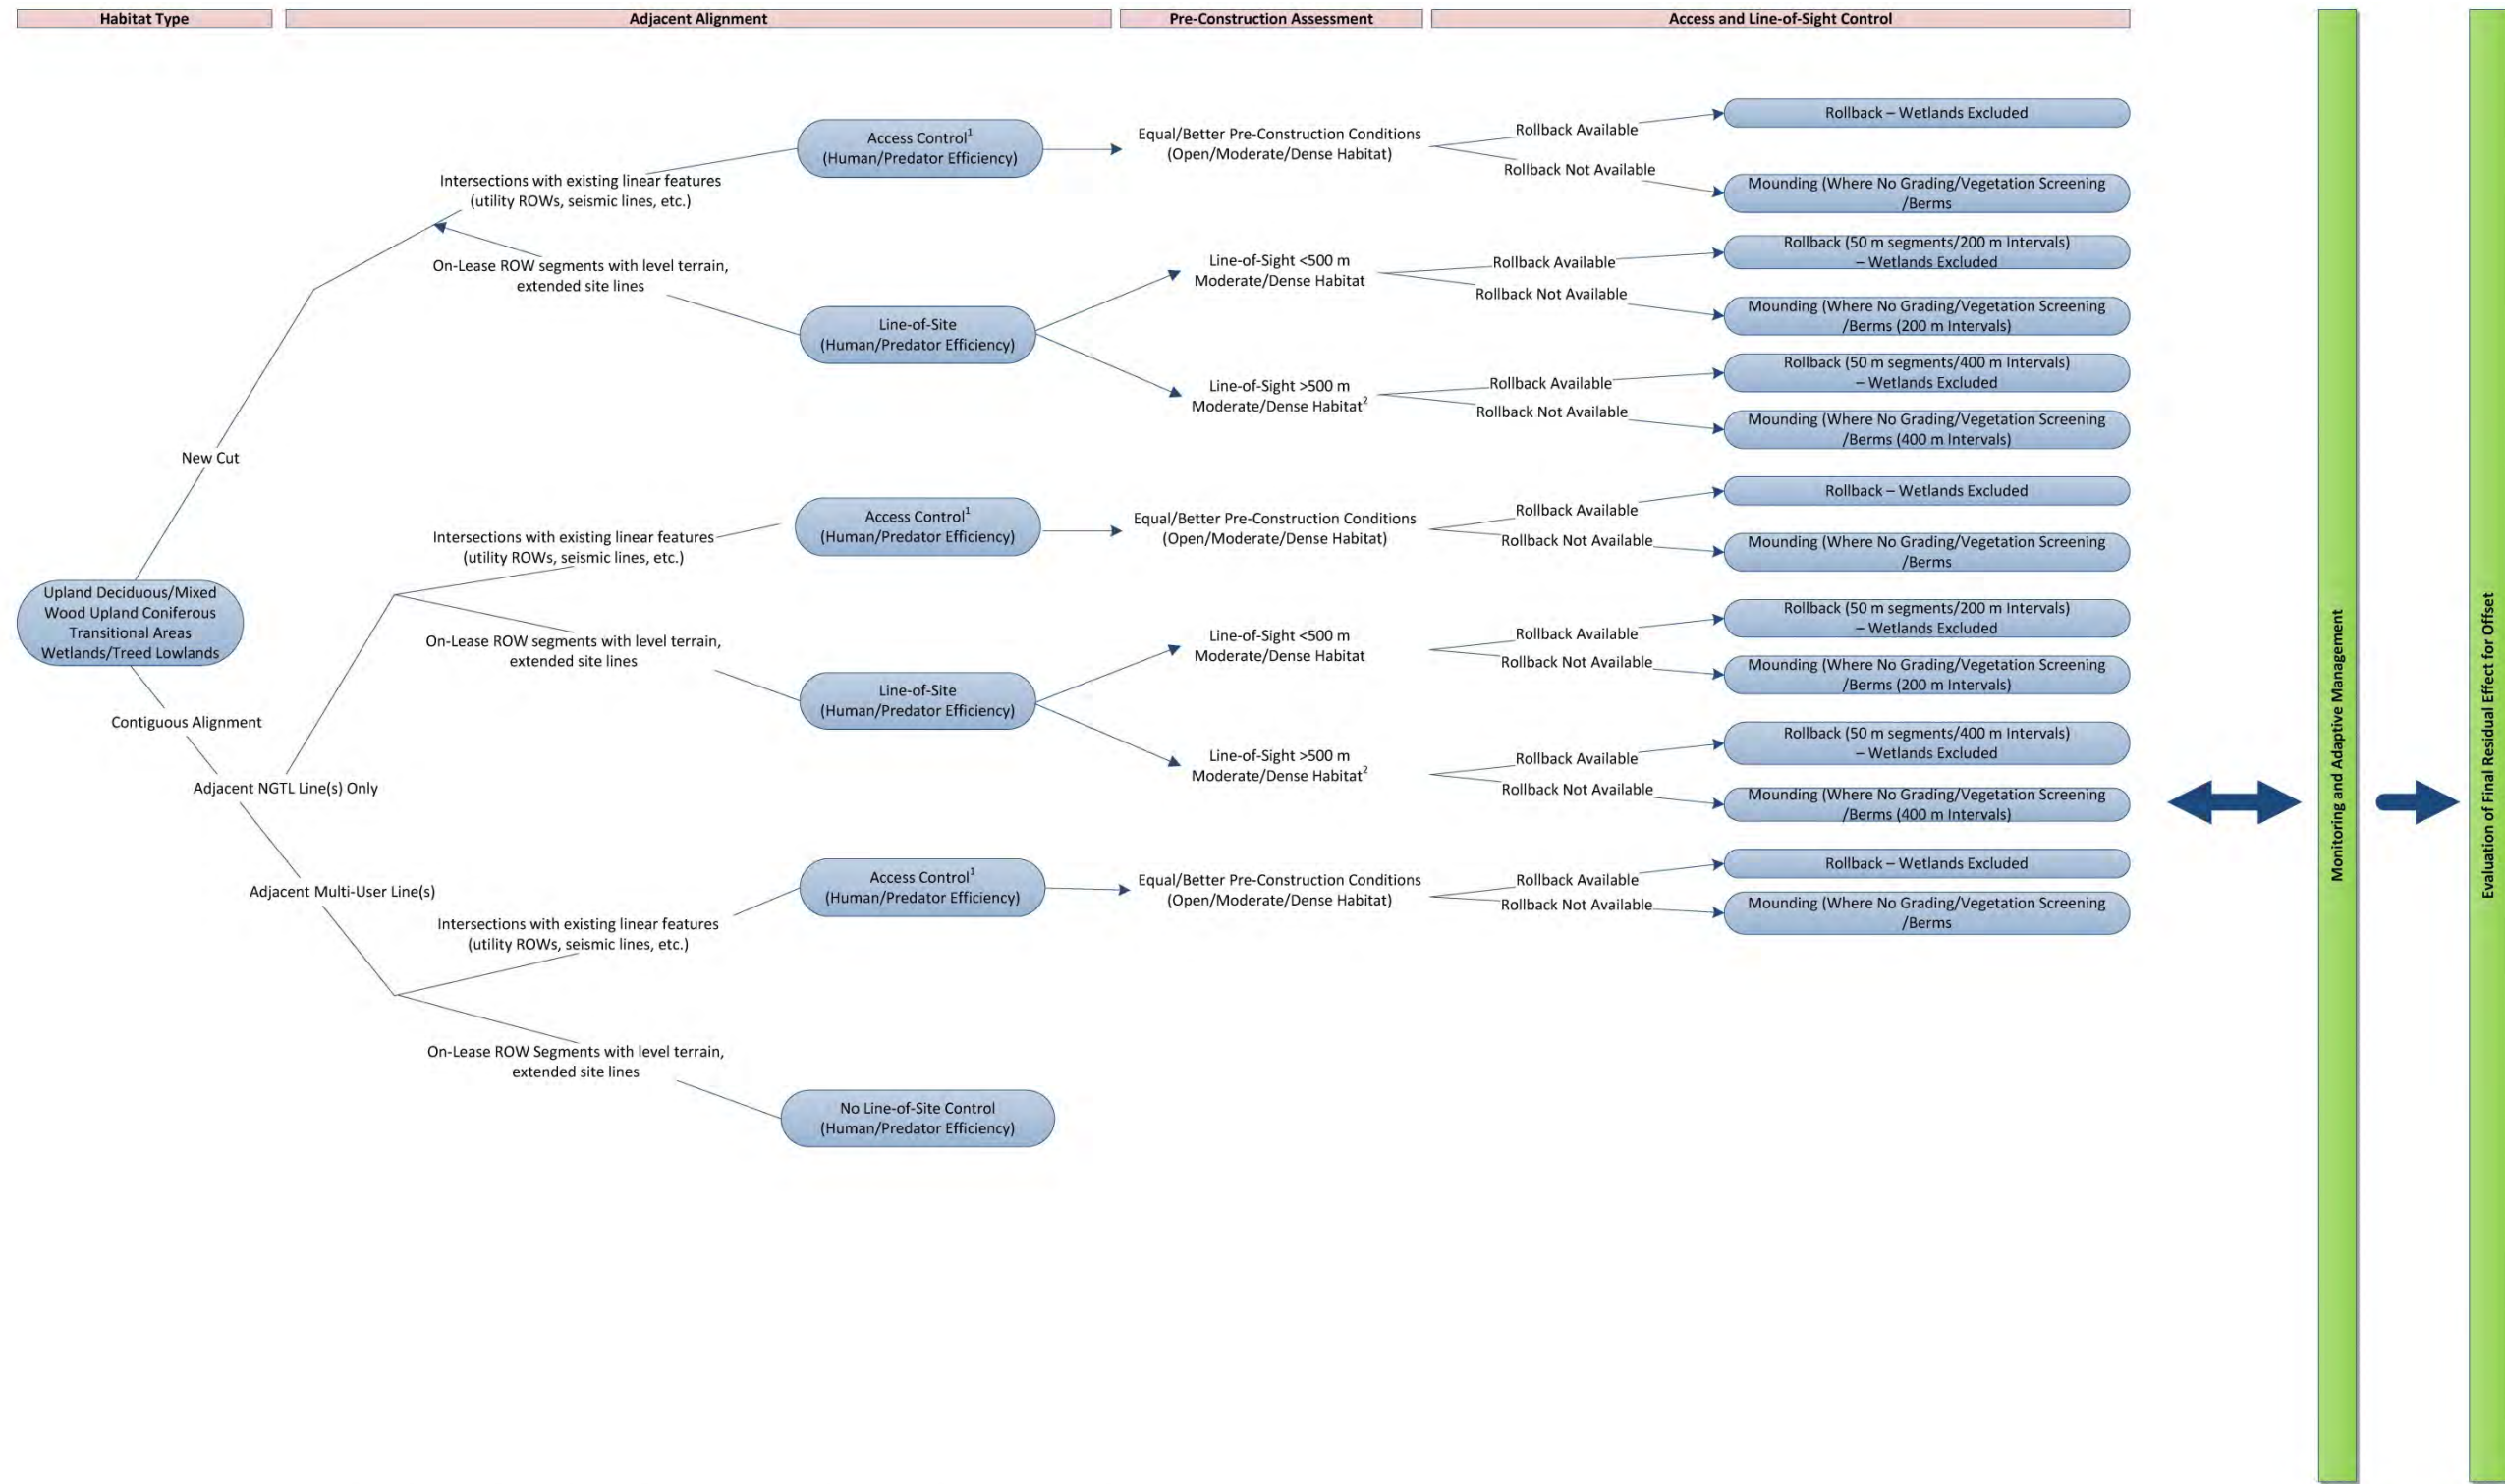 Habitat Type
Adjacent Alignment
Pre-Construction Assessment
Access and Line-of-Sight Control
Access Control¹
(Human/Predator Efficiency)
Equal/Better Pre-Construction Conditions
(Open/Moderate/Dense Habitat)
Rollback Available
Rollback – Wetlands Excluded
Rollback Not Available
Mounding (Where No Grading/Vegetation Screening
/Berms
Intersections with existing linear features
(utility ROWs, seismic lines, etc.)
On-Lease ROW segments with level terrain,
extended site lines
Line-of-Site
(Human/Predator Efficiency)
Line-of-Sight <500 m
Moderate/Dense Habitat
Rollback Available
Rollback (50 m segments/200 m Intervals)
– Wetlands Excluded
Rollback Not Available
Mounding (Where No Grading/Vegetation Screening
/Berms (200 m Intervals)
Line-of-Sight >500 m
Moderate/Dense Habitat²
Rollback Available
Rollback (50 m segments/400 m Intervals)
– Wetlands Excluded
Rollback Not Available
Mounding (Where No Grading/Vegetation Screening
/Berms (400 m Intervals)
New Cut
Intersections with existing linear features
(utility ROWs, seismic lines, etc.)
Access Control¹
(Human/Predator Efficiency)
Equal/Better Pre-Construction Conditions
(Open/Moderate/Dense Habitat)
Rollback Available
Rollback – Wetlands Excluded
Rollback Not Available
Mounding (Where No Grading/Vegetation Screening
/Berms
Upland Deciduous/Mixed
Wood Upland Coniferous
Transitional Areas
Wetlands/Treed Lowlands
On-Lease ROW segments with level terrain,
extended site lines
Line-of-Site
(Human/Predator Efficiency)
Line-of-Sight <500 m
Moderate/Dense Habitat
Rollback Available
Rollback (50 m segments/200 m Intervals)
– Wetlands Excluded
Rollback Not Available
Mounding (Where No Grading/Vegetation Screening
/Berms (200 m Intervals)
Contiguous Alignment
Line-of-Sight >500 m
Moderate/Dense Habitat²
Rollback Available
Rollback (50 m segments/400 m Intervals)
– Wetlands Excluded
Rollback Not Available
Mounding (Where No Grading/Vegetation Screening
/Berms (400 m Intervals)
Adjacent NGTL Line(s) Only
Adjacent Multi-User Line(s)
Intersections with existing linear features
(utility ROWs, seismic lines, etc.)
Access Control¹
(Human/Predator Efficiency)
Equal/Better Pre-Construction Conditions
(Open/Moderate/Dense Habitat)
Rollback Available
Rollback – Wetlands Excluded
Rollback Not Available
Mounding (Where No Grading/Vegetation Screening
/Berms
On-Lease ROW Segments with level terrain,
extended site lines
No Line-of-Site Control
(Human/Predator Efficiency)
Monitoring and Adaptive Management
Evaluation of Final Residual Effect for Offset